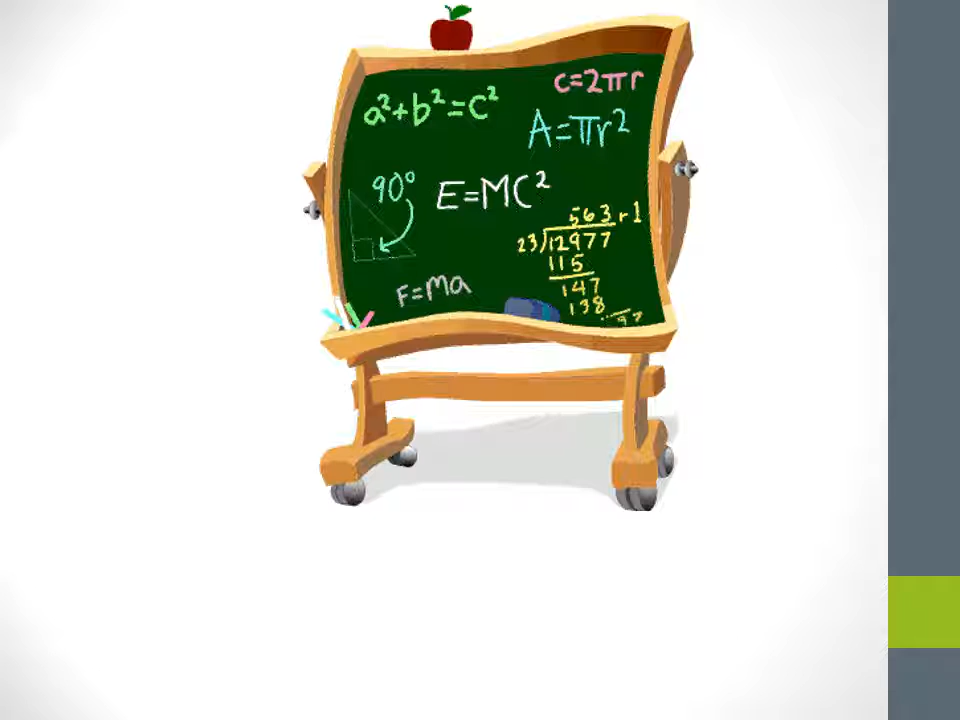 c=2πr
a²+b²=c²
A=πr²
90°
E=MC²
563 r1
23)12977
115
147
138
F=ma